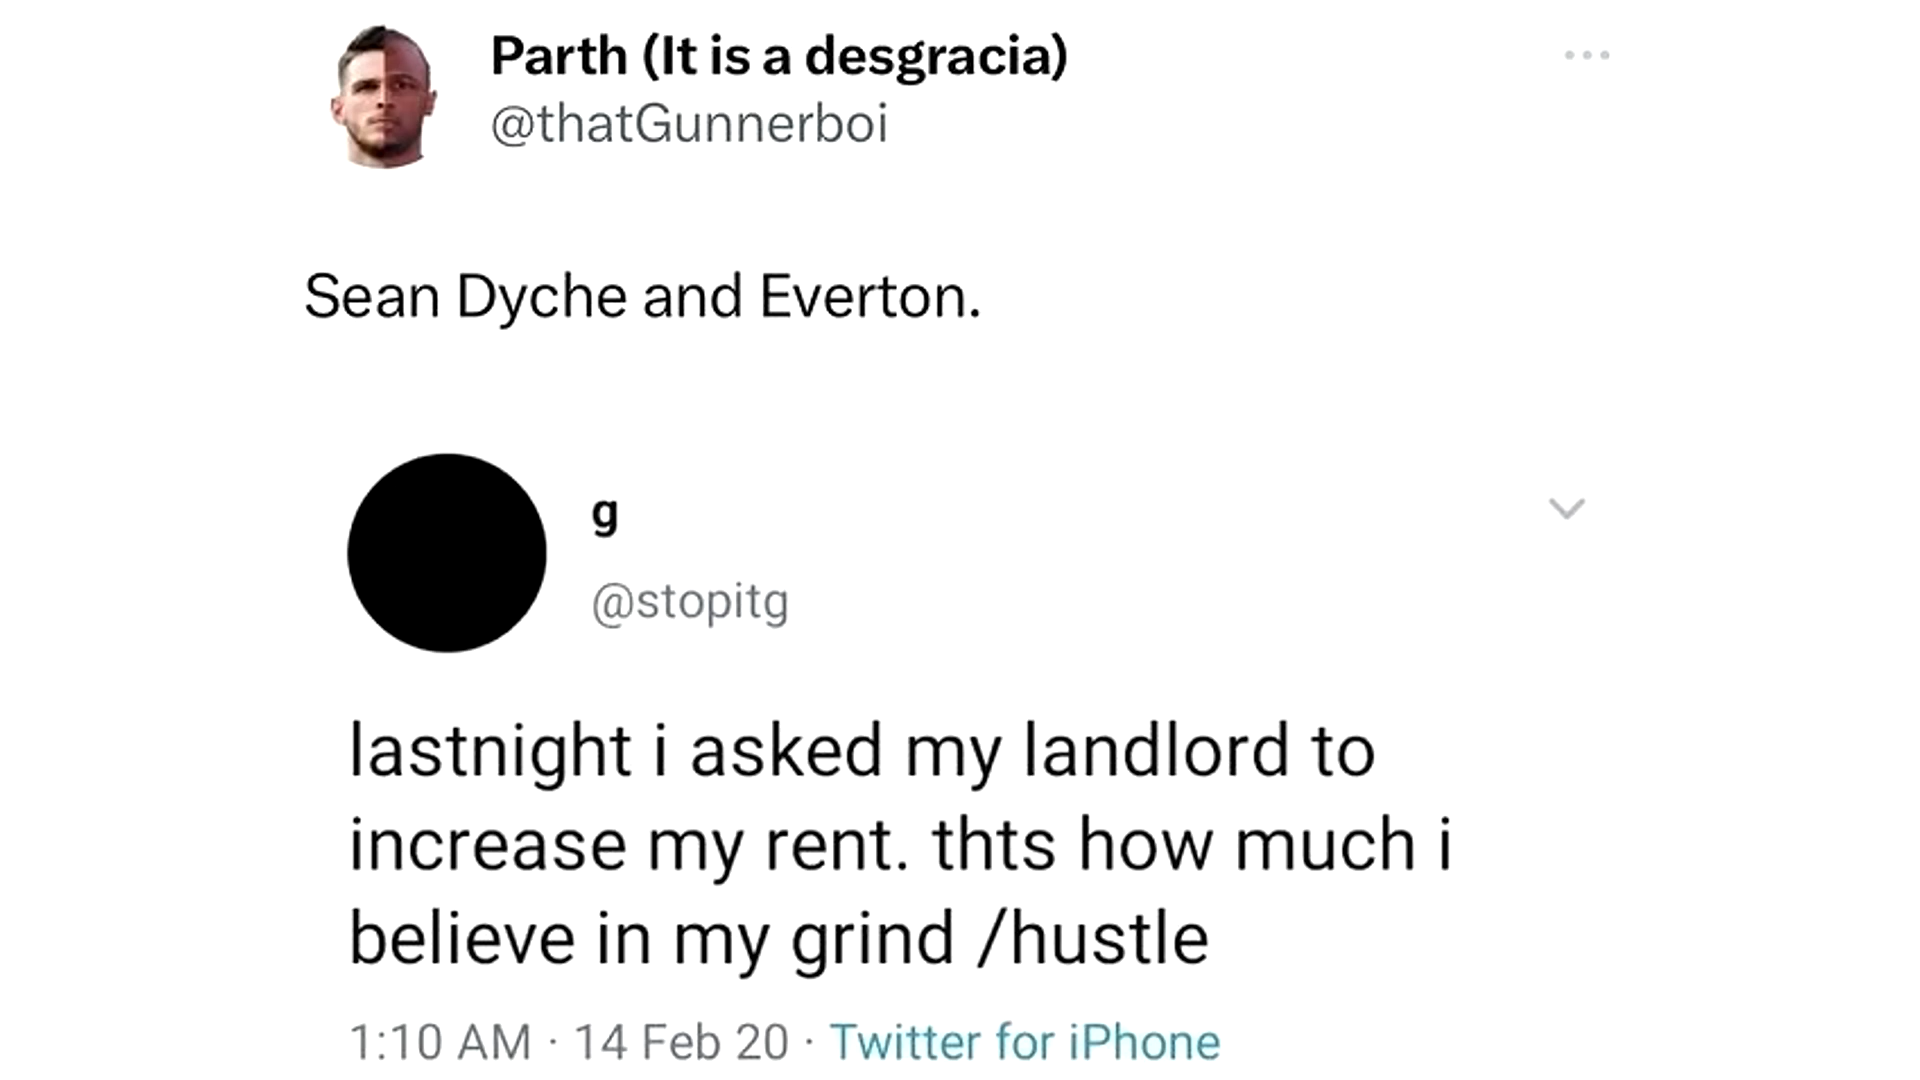 Parth (It is a desgracia)
@thatGunnerboi
Sean Dyche and Everton.
g
@stopitg
lastnight i asked my landlord to
increase my rent. thts how much i
believe in my grind /hustle
1:10 AM · 14 Feb 20 · Twitter for iPhone